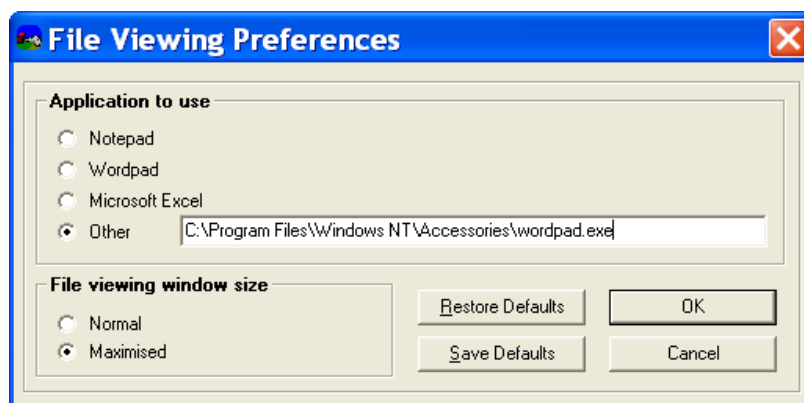 File Viewing Preferences
Application to use
Notepad
Wordpad
Microsoft Excel
Other C:\Program Files\Windows NT\Accessories\wordpad.exe
File viewing window size
Normal
Maximised
Restore Defaults OK
Save Defaults Cancel